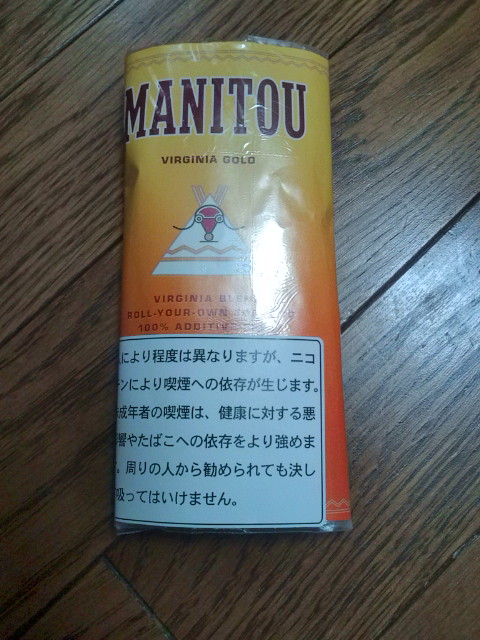 MANITOU
VIRGINIA GOLD
VIRGINIA
ROLL-YOUR-OWN
100%
により程度は異なりますが、ニコ
ンにより喫煙への依存が生じます。
成年者の喫煙は、健康に対する悪
響やたばこへの依存をより強めま
。周りの人から勧められても決し
吸ってはいけません。